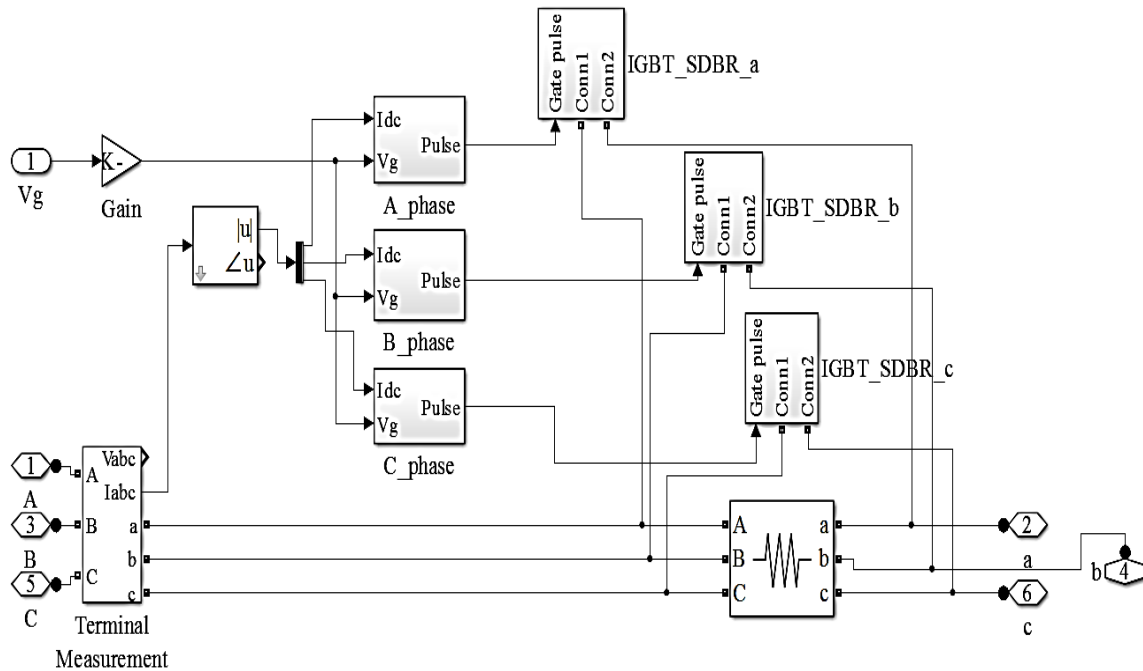 Gate pulse
Conn1
Conn2
IGBT_SDBR_a
Idc
Vg
Pulse
A_phase
1
Vg
K-
Gain
Gate pulse
Conn1
Conn2
IGBT_SDBR_b
|u|
∠u
Idc
Vg
Pulse
B_phase
Gate pulse
Conn1
Conn2
IGBT_SDBR_c
Idc
Vg
Pulse
C_phase
1
A
3
B
5
C
A
B
C
Vabc
Iabc
a
b
c
Terminal
Measurement
A
B
C
a
b
c
2
a
b
4
6
c